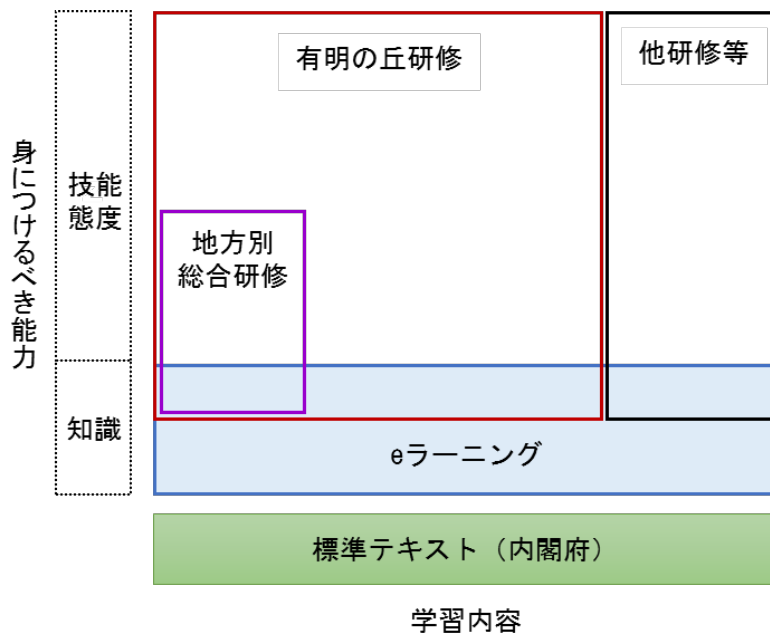 有明の丘研修
他研修等
身につけるべき能力
技能
態度
地方別
総合研修
知識
eラーニング
標準テキスト（内閣府）
学習内容